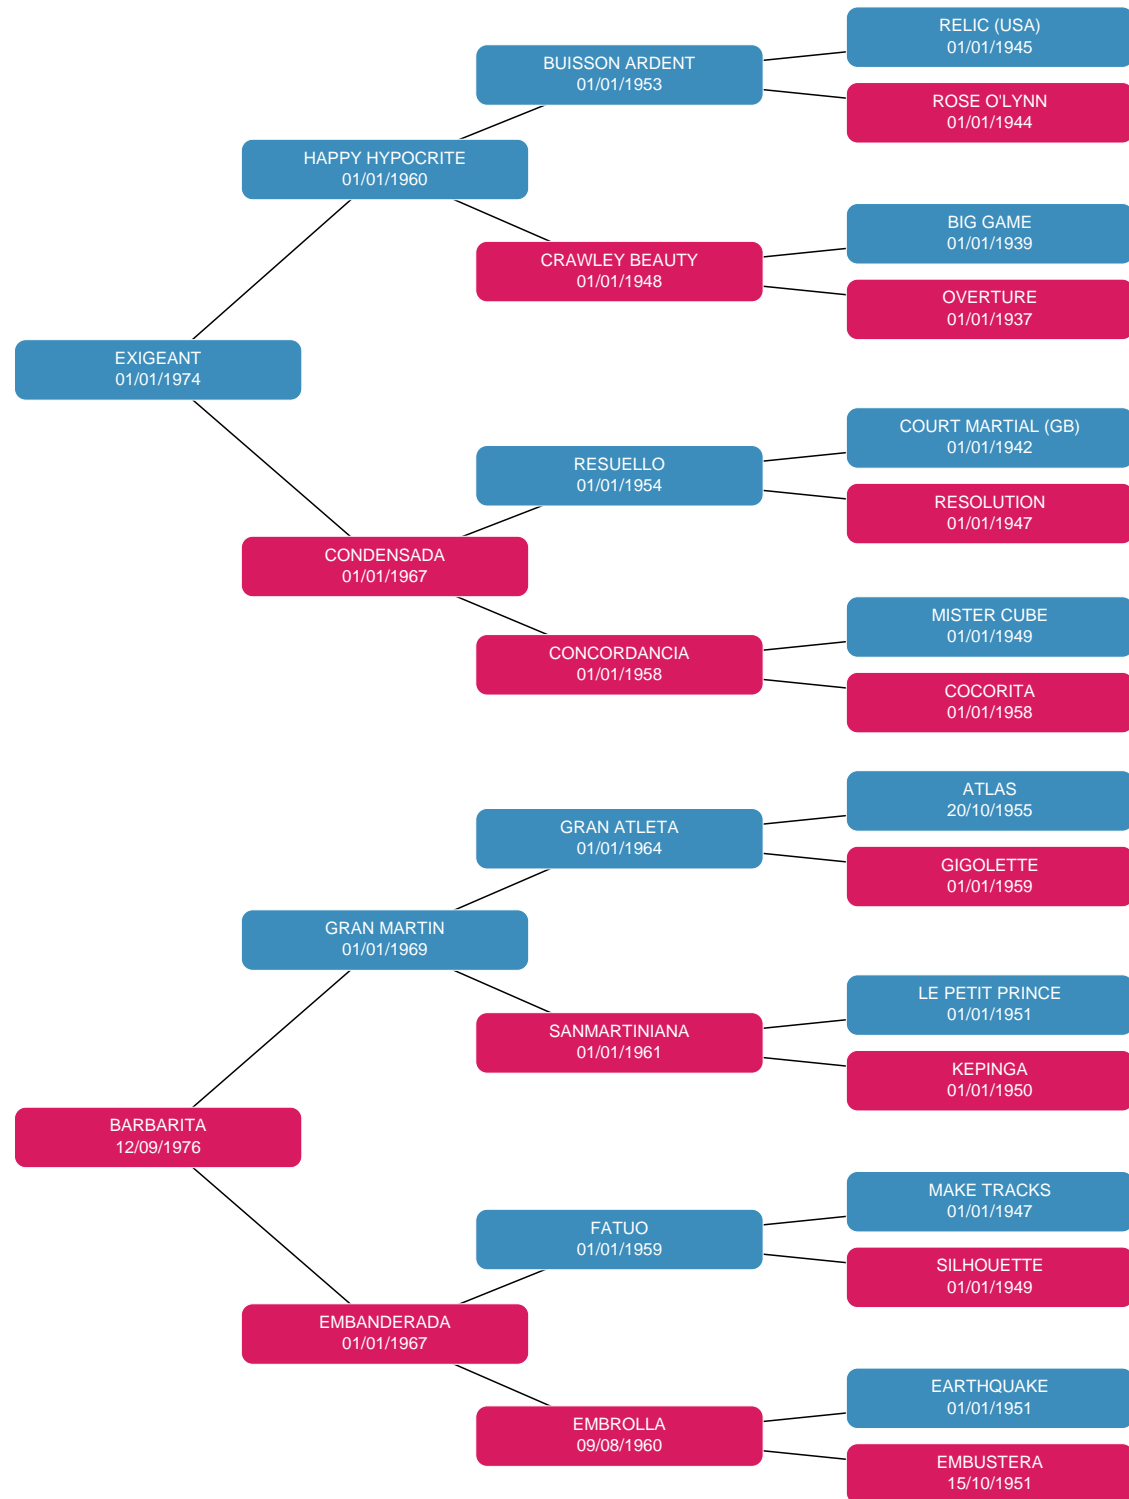 RELIC (USA)
01/01/1945
BUISSON ARDENT
01/01/1953
ROSE O'LYNN
01/01/1944
HAPPY HYPOCRITE
01/01/1960
BIG GAME
01/01/1939
CRAWLEY BEAUTY
01/01/1948
OVERTURE
01/01/1937
EXIGEANT
01/01/1974
COURT MARTIAL (GB)
01/01/1942
RESUELLO
01/01/1954
RESOLUTION
01/01/1947
CONDENSADA
01/01/1967
MISTER CUBE
01/01/1949
CONCORDANCIA
01/01/1958
COCORITA
01/01/1958
ATLAS
20/10/1955
GRAN ATLETA
01/01/1964
GIGOLETTE
01/01/1959
GRAN MARTIN
01/01/1969
LE PETIT PRINCE
01/01/1951
SANMARTINIANA
01/01/1961
KEPINGA
01/01/1950
BARBARITA
12/09/1976
MAKE TRACKS
01/01/1947
FATUO
01/01/1959
SILHOUETTE
01/01/1949
EMBANDERADA
01/01/1967
EARTHQUAKE
01/01/1951
EMBROLLA
09/08/1960
EMBUSTERA
15/10/1951